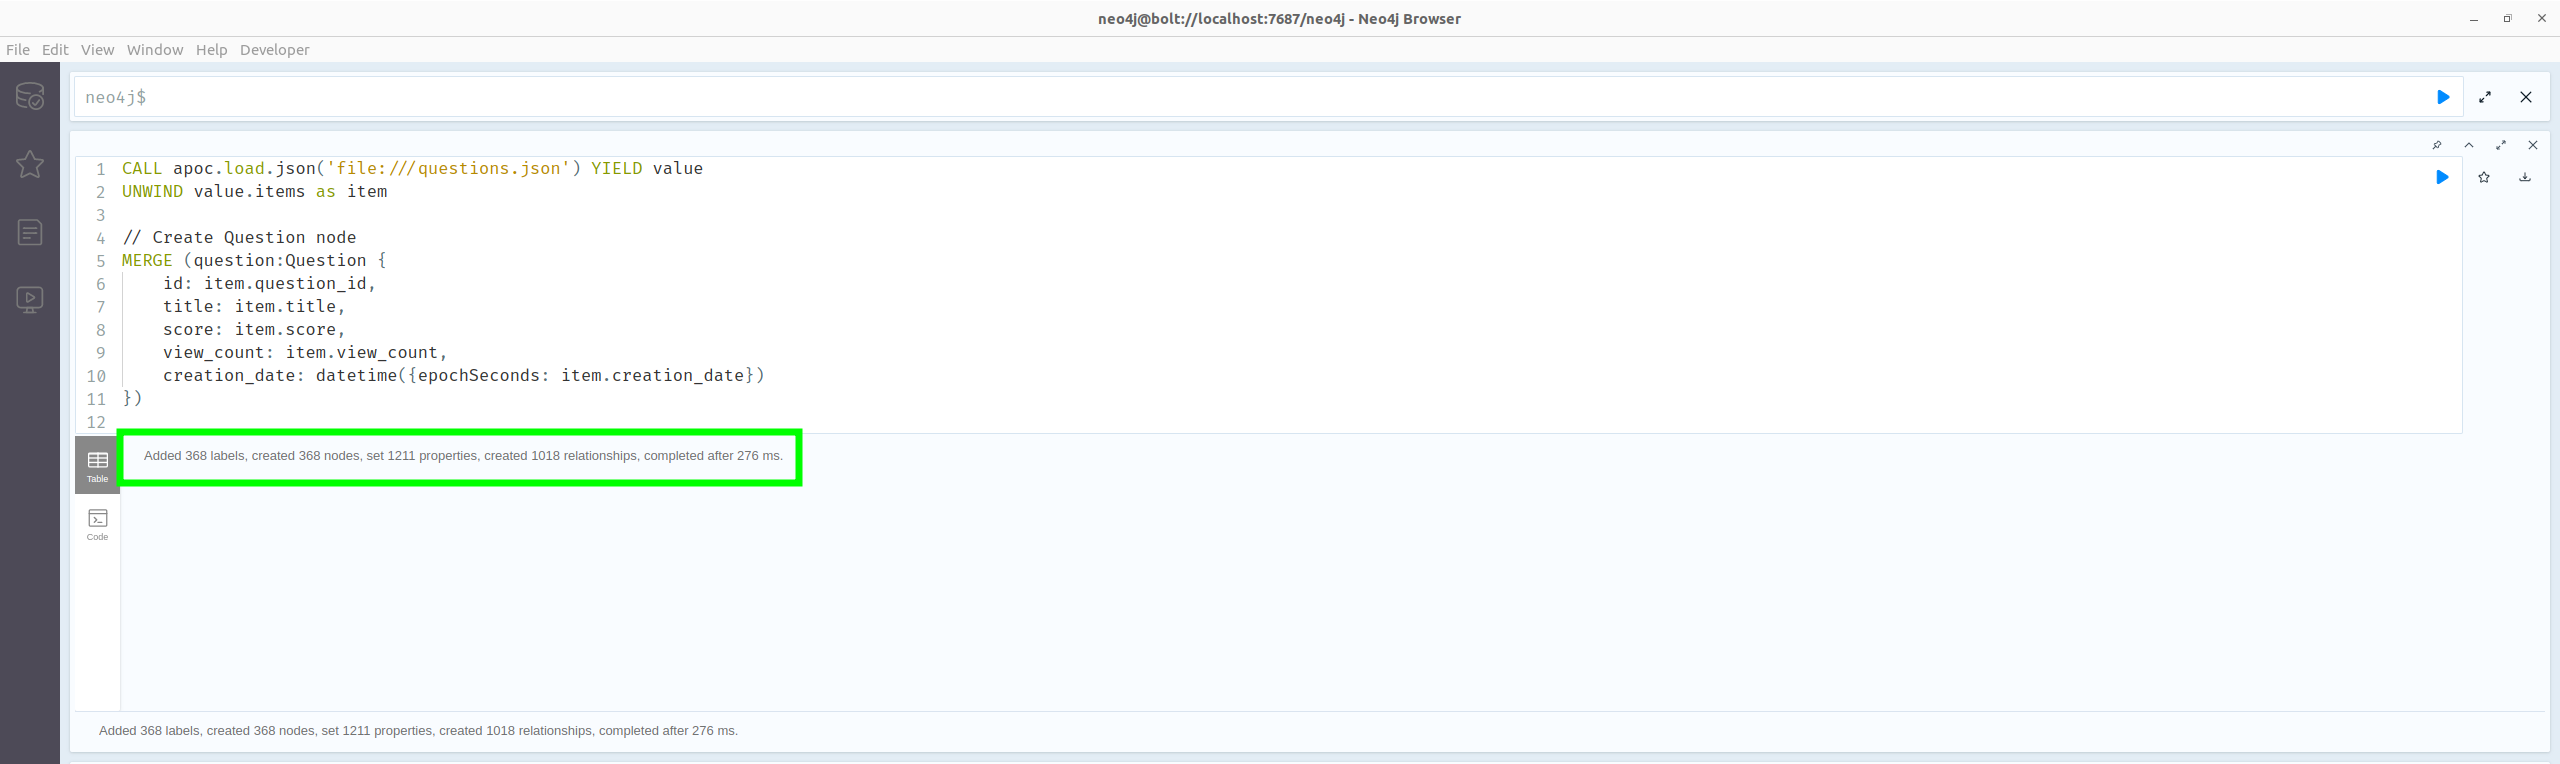 neo4j@bolt://localhost:7687/neo4j - Neo4j Browser
File Edit View Window Help Developer
neo4j$
1 CALL apoc.load.json('file:///questions.json') YIELD value
2 UNWIND value.items as item
3
4 // Create Question node
5 MERGE (question:Question {
6 id: item.question_id,
7 title: item.title,
8 score: item.score,
9 view_count: item.view_count,
10 creation_date: datetime({epochSeconds: item.creation_date})
11 })
12
Table
Added 368 labels, created 368 nodes, set 1211 properties, created 1018 relationships, completed after 276 ms.
Code
Added 368 labels, created 368 nodes, set 1211 properties, created 1018 relationships, completed after 276 ms.